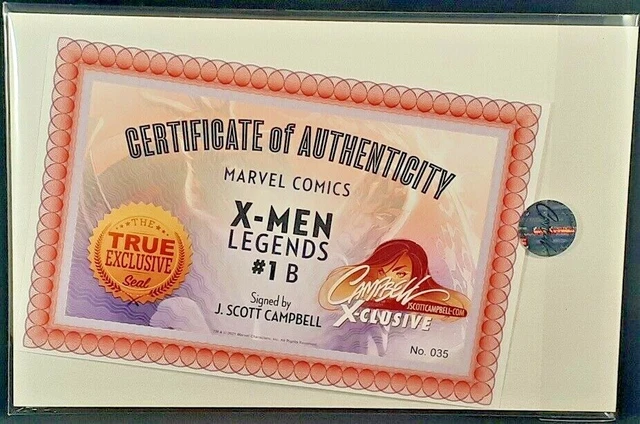 CERTIFICATE of AUTHENTICITY
MARVEL COMICS
X-MEN
LEGENDS
#1 B
Signed by
J. SCOTT CAMPBELL
THE
TRUE
EXCLUSIVE
Seal
CAMPBELL
JSCOTTCAMPBELL.COM
X-CLUSIVE
No. 035